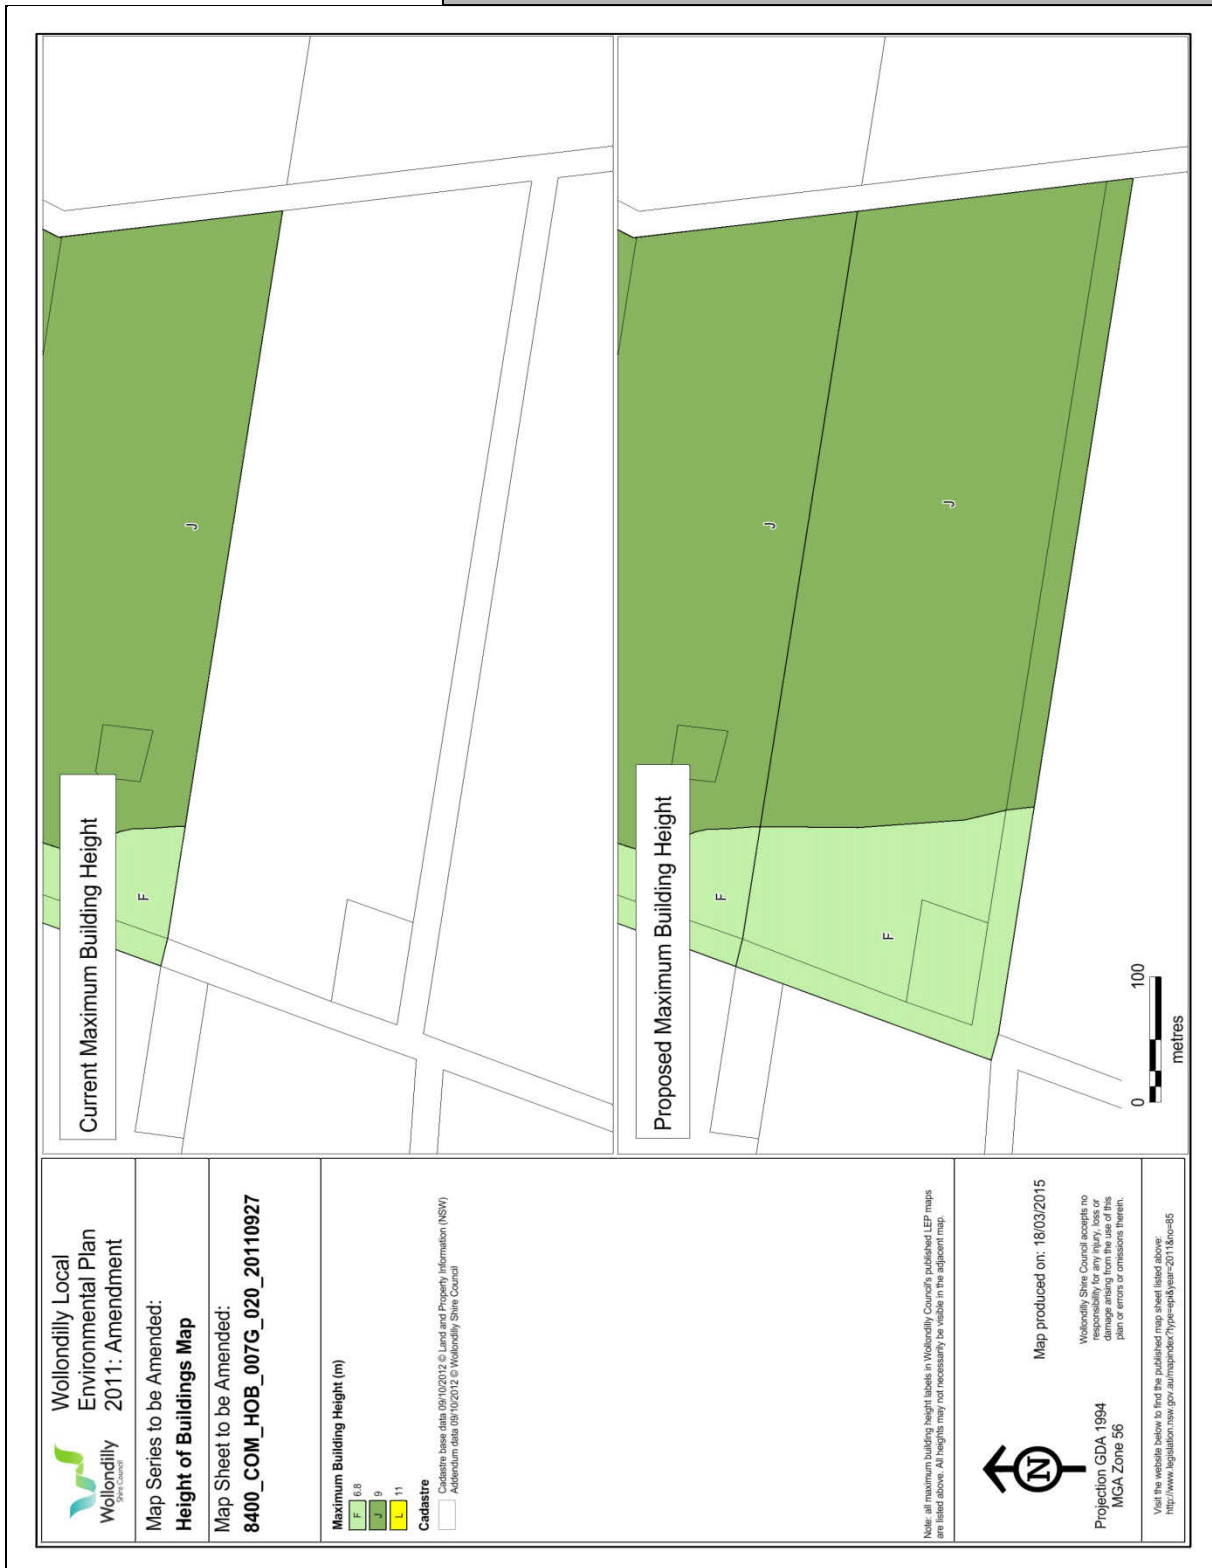 Wollondilly
Shire Council
Wollondilly Local
Environmental Plan
2011: Amendment
Map Series to be Amended:
Height of Buildings Map
Map Sheet to be Amended:
8400_COM_HOB_007G_020_20110927
Maximum Building Height (m)
F 6.8
J 9
L 11
Cadastre
Cadastre base data 09/10/2012 © Land and Property Information (NSW)
Addendum data 09/10/2012 © Wollondilly Shire Council
Note: all maximum building height labels in Wollondilly Council's published LEP maps
are listed above. All heights may not necessarily be visible in the adjacent map.
N
Projection GDA 1994
MGA Zone 56
Map produced on: 18/03/2015
Wollondilly Shire Council accepts no
responsibility for any injury, loss or
damage arising from the use of this
plan or errors or omissions therein.
Visit the website below to find the published map sheet listed above:
http://www.legislation.nsw.gov.au/mapindex?type=epi&year=2011&no=85
Current Maximum Building Height
F
J
Proposed Maximum Building Height
F
J
F
J
0 100
metres